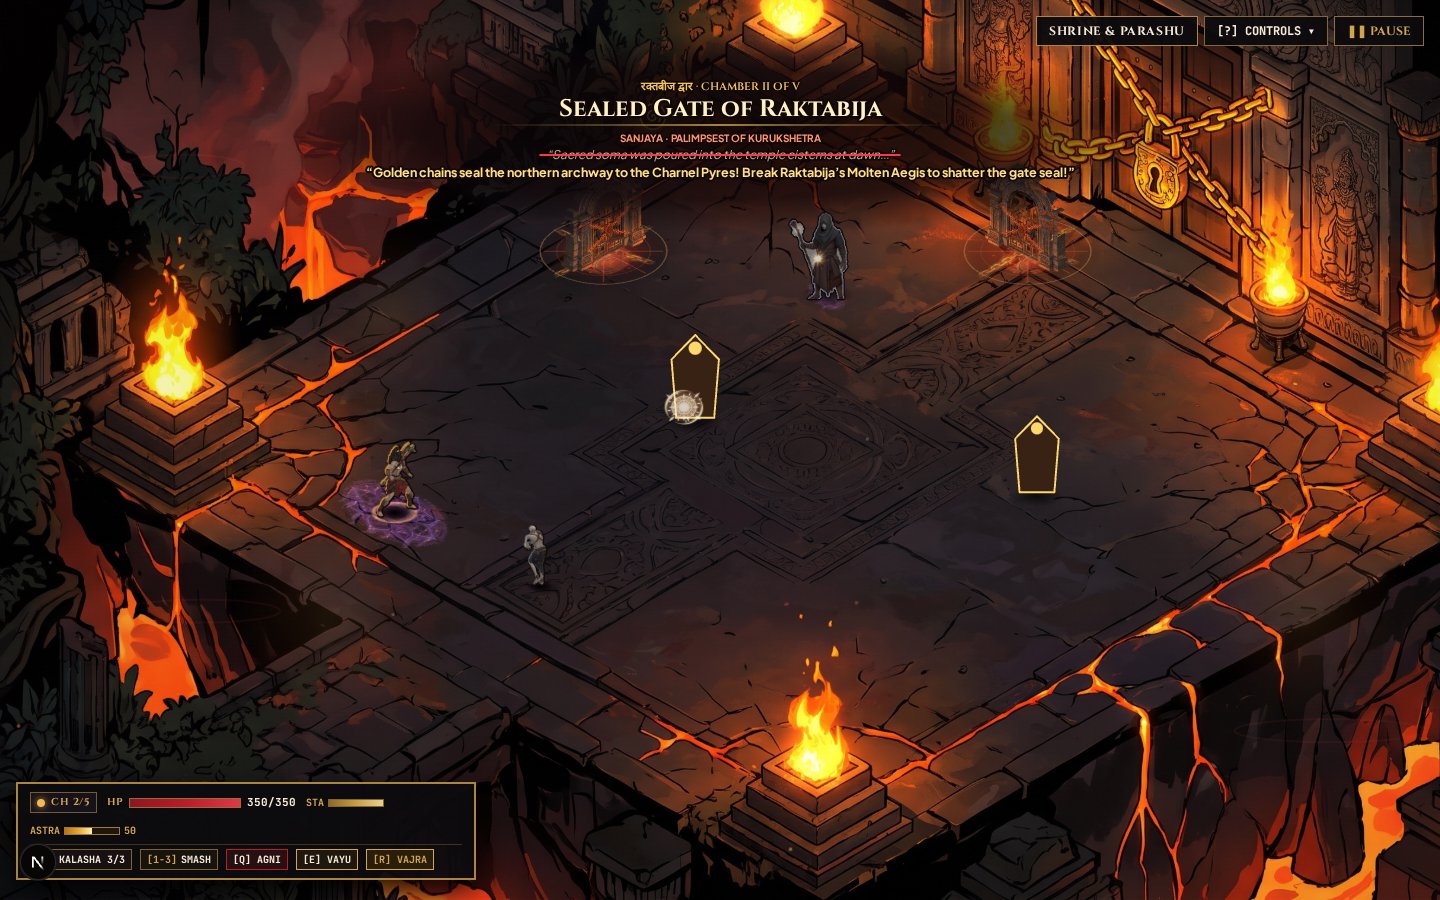 SHRINE & PARASHU
[?] CONTROLS ▾
❚❚ PAUSE
रक्तबीज द्वार · CHAMBER II OF V
SEALED GATE OF RAKTABIJA
SANJAYA · PALIMPSEST OF KURUKSHETRA
“Sacred soma was poured into the temple cisterns at dawn...”
“Golden chains seal the northern archway to the Charnel Pyres! Break Raktabija’s Molten Aegis to shatter the gate seal!”
CH 2/5 HP 350/350 STA
ASTRA 50
N KALASHA 3/3 [1-3] SMASH [Q] AGNI [E] VAYU [R] VAJRA